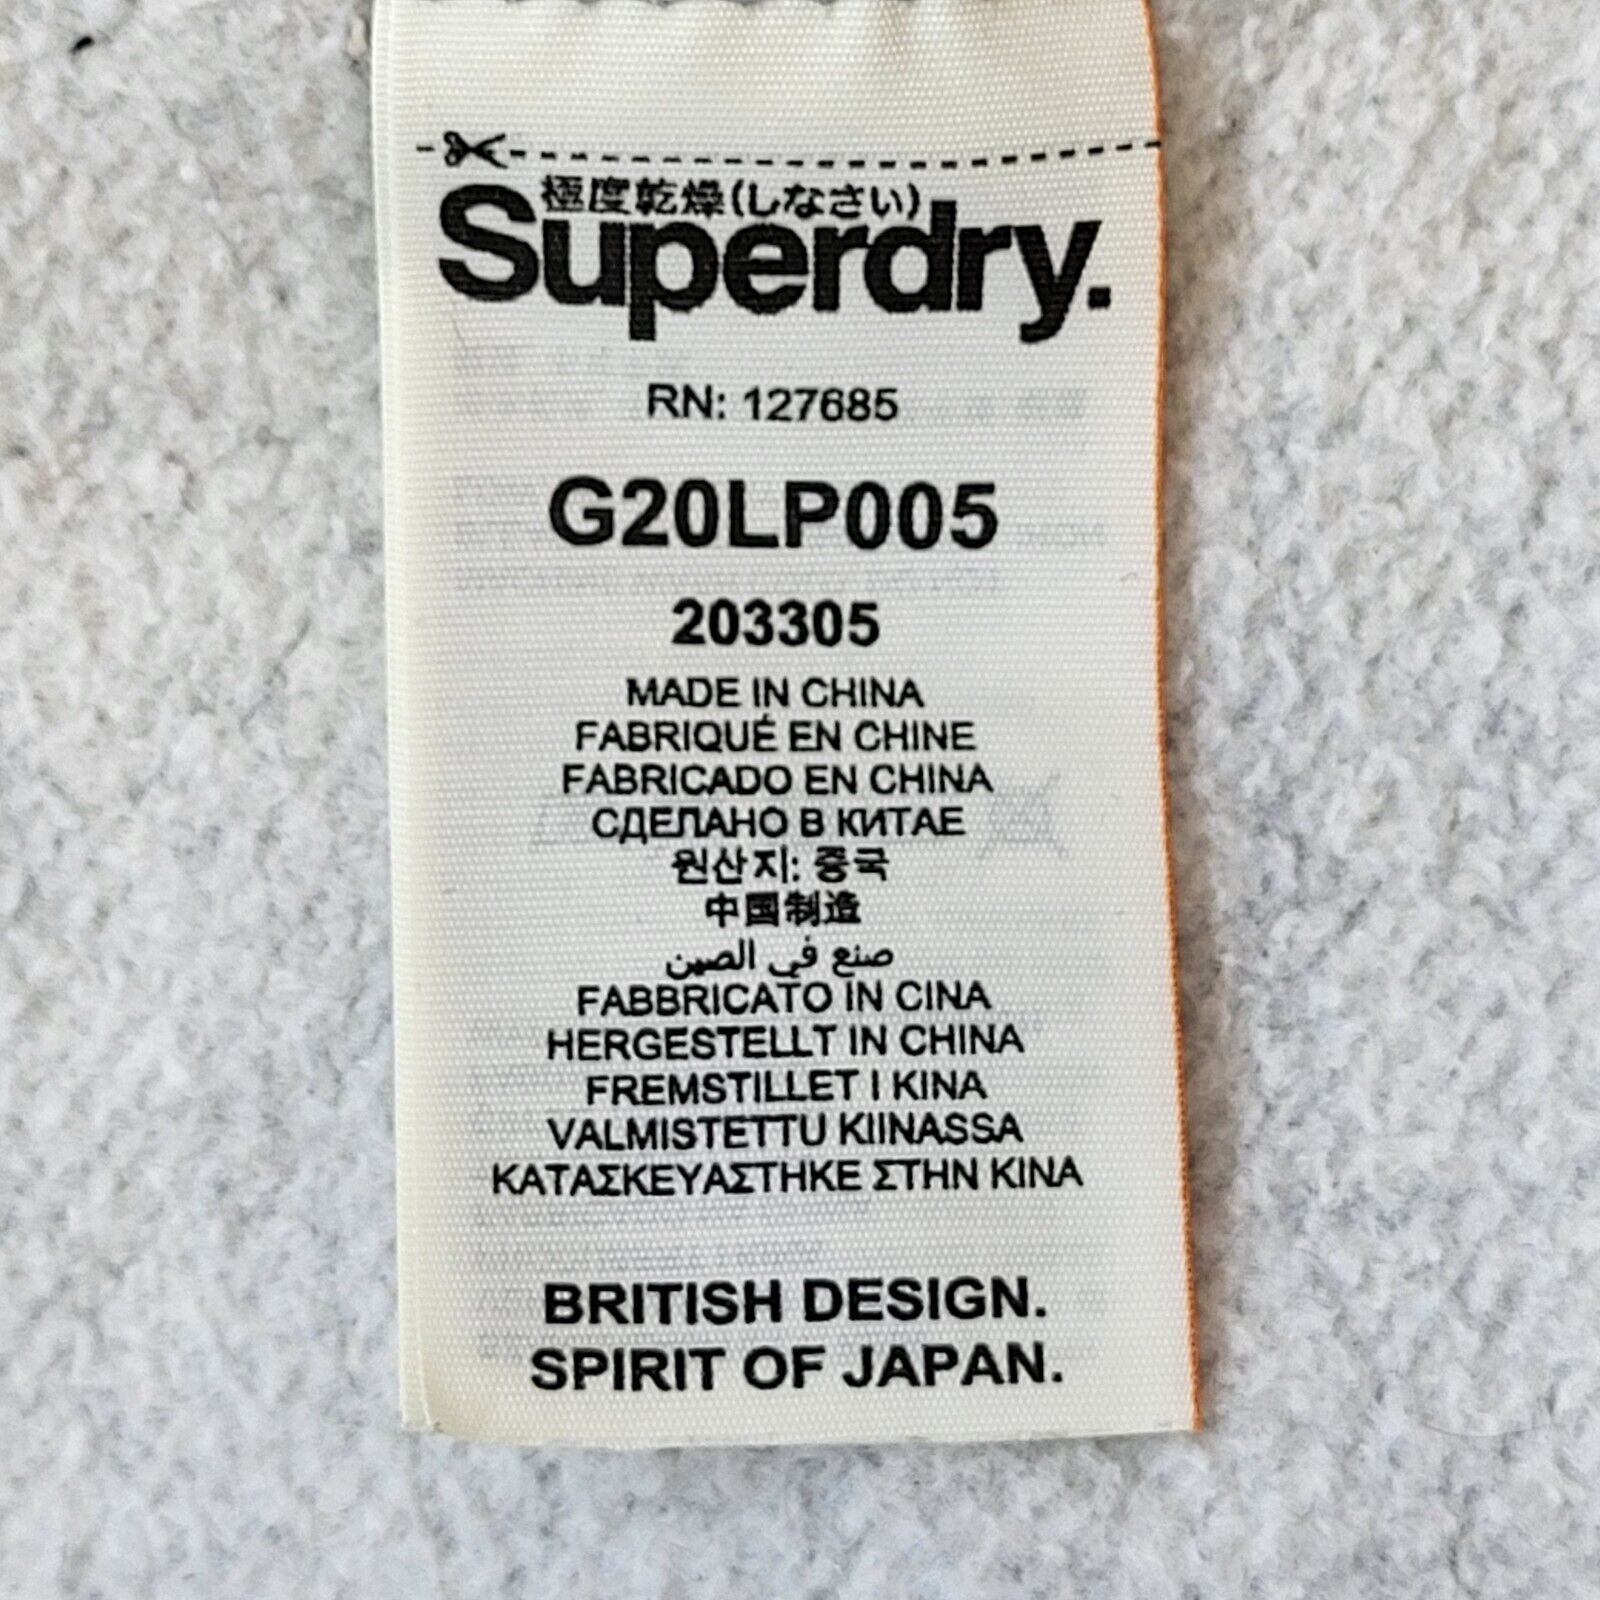 極度乾燥(しなさい)
Superdry.
RN: 127685
G20LP005
203305
MADE IN CHINA
FABRIQUÉ EN CHINE
FABRICADO EN CHINA
СДЕЛАНО В КИТАЕ
원산지: 중국
中国制造
صنع في الصين
FABBRICATO IN CINA
HERGESTELLT IN CHINA
FREMSTILLET I KINA
VALMISTETTU KIINASSA
ΚΑΤΑΣΚΕΥΑΣΤΗΚΕ ΣΤΗΝ ΚΙΝΑ
BRITISH DESIGN.
SPIRIT OF JAPAN.